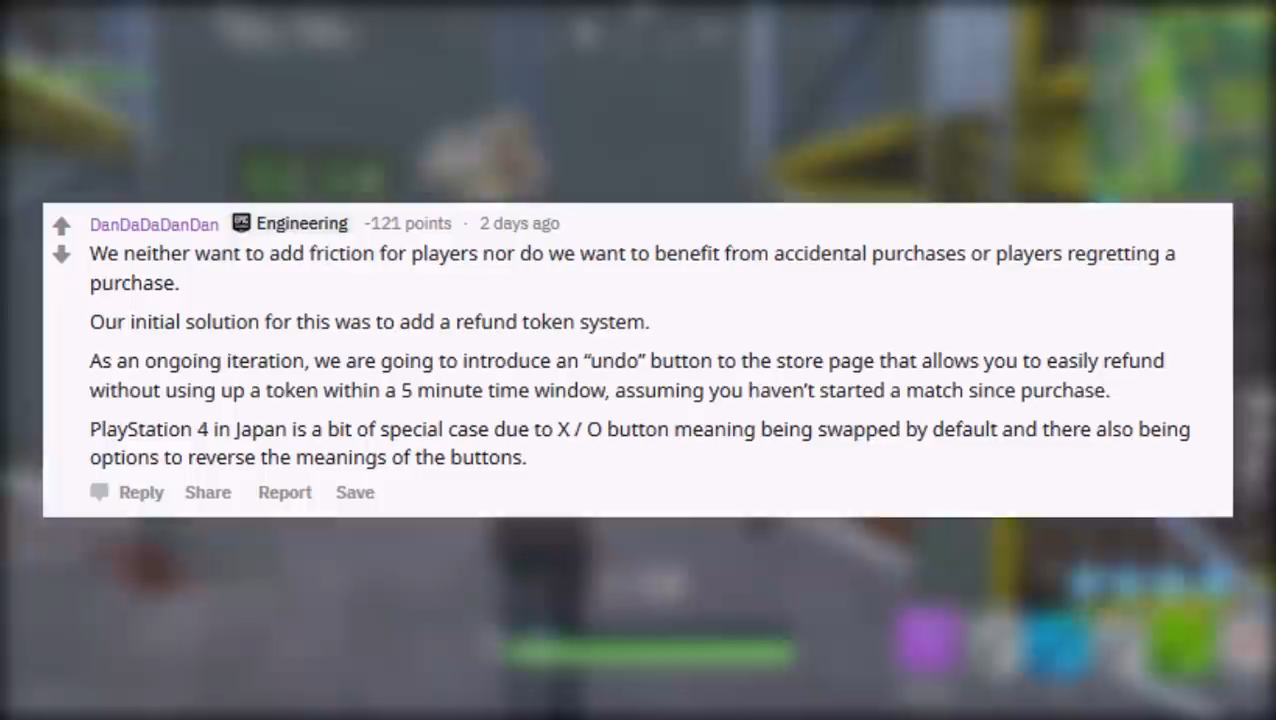 DanDaDaDanDan EPIC Engineering -121 points · 2 days ago
We neither want to add friction for players nor do we want to benefit from accidental purchases or players regretting a
purchase.
Our initial solution for this was to add a refund token system.
As an ongoing iteration, we are going to introduce an “undo” button to the store page that allows you to easily refund
without using up a token within a 5 minute time window, assuming you haven’t started a match since purchase.
PlayStation 4 in Japan is a bit of special case due to X / O button meaning being swapped by default and there also being
options to reverse the meanings of the buttons.
Reply Share Report Save